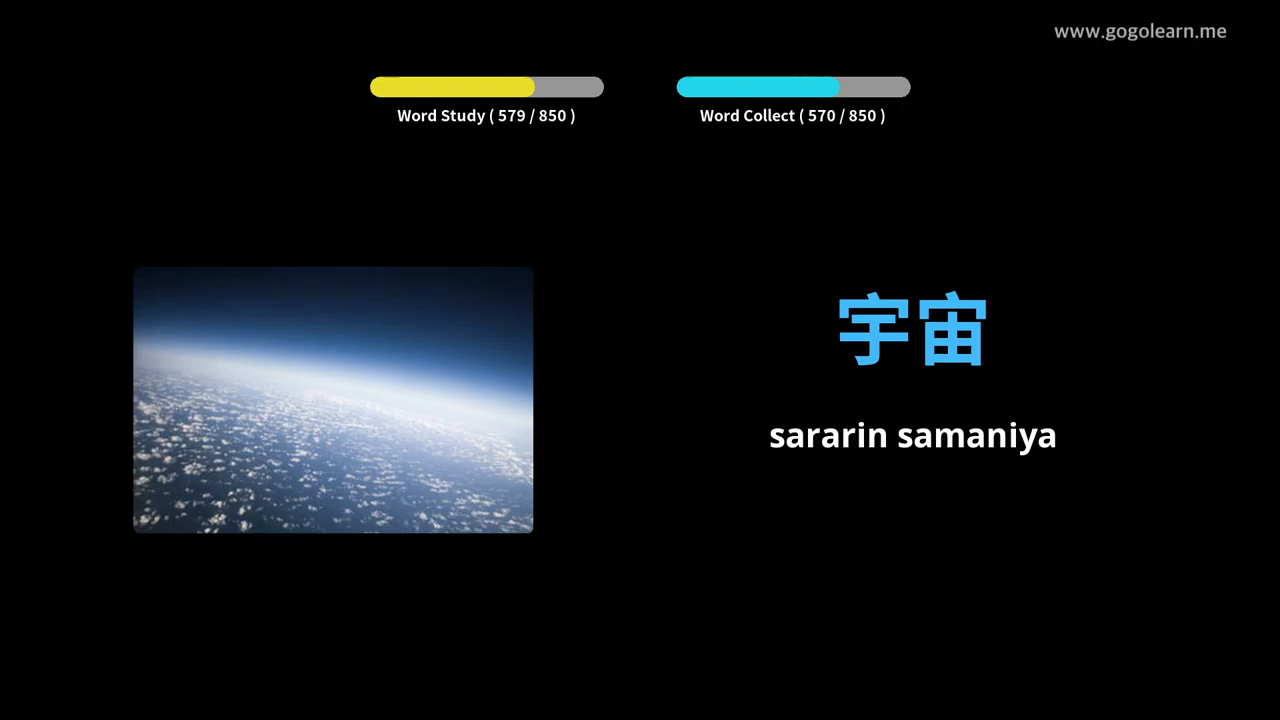 www.gogolearn.me
Word Study ( 579 / 850 )
Word Collect ( 570 / 850 )
宇宙
sararin samaniya